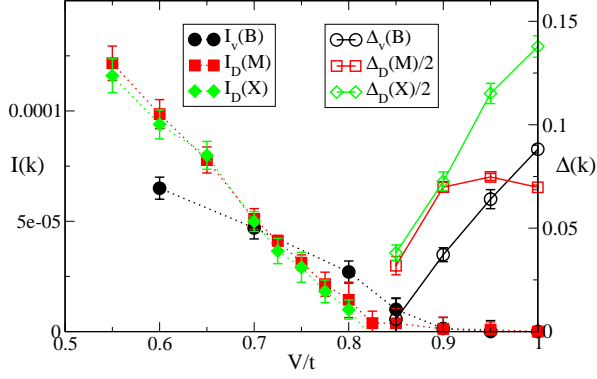 0.15
I_v(B)
I_D(M)
I_D(X)
Δ_v(B)
Δ_D(M)/2
Δ_D(X)/2
0.0001
0.1
I(k)
Δ(k)
5e-05
0.05
0
0
0.5
0.6
0.7
0.8
0.9
1
V/t